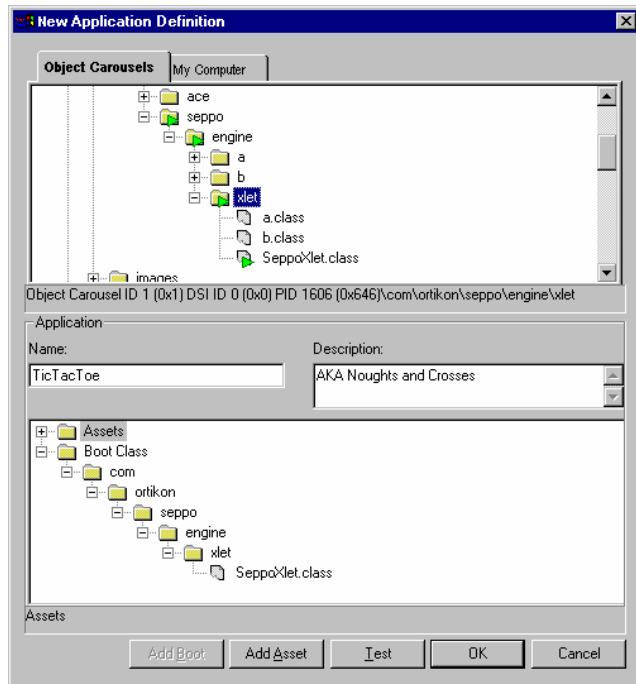 New Application Definition
Object Carousels My Computer
ace
seppo
engine
a
b
xlet
a.class
b.class
SeppoXlet.class
images
Object Carousel ID 1 (0x1) DSI ID 0 (0x0) PID 1606 (0x646)\com\ortikon\seppo\engine\xlet
Application
Name: Description:
TicTacToe AKA Noughts and Crosses
Assets
Boot Class
com
ortikon
seppo
engine
xlet
SeppoXlet.class
Assets
Add Boot Add Asset Test OK Cancel